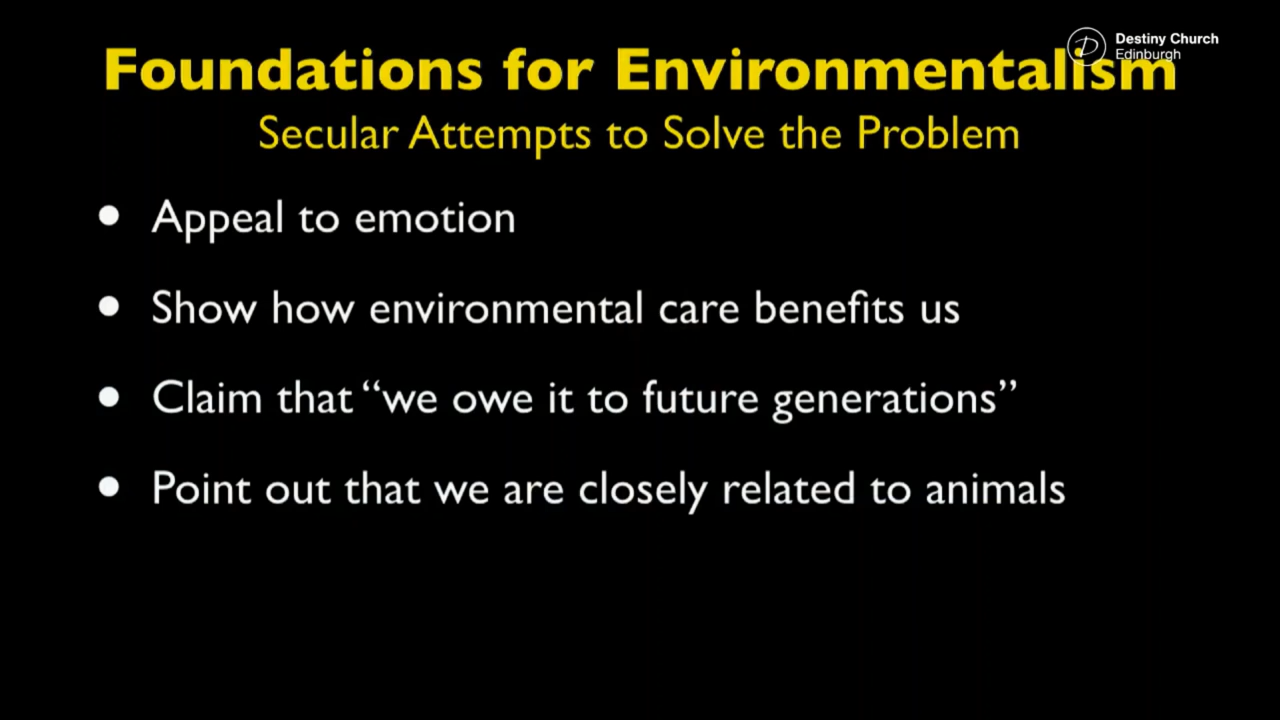 Destiny Church
Edinburgh
Foundations for Environmentalism
Secular Attempts to Solve the Problem
• Appeal to emotion
• Show how environmental care benefits us
• Claim that “we owe it to future generations”
• Point out that we are closely related to animals